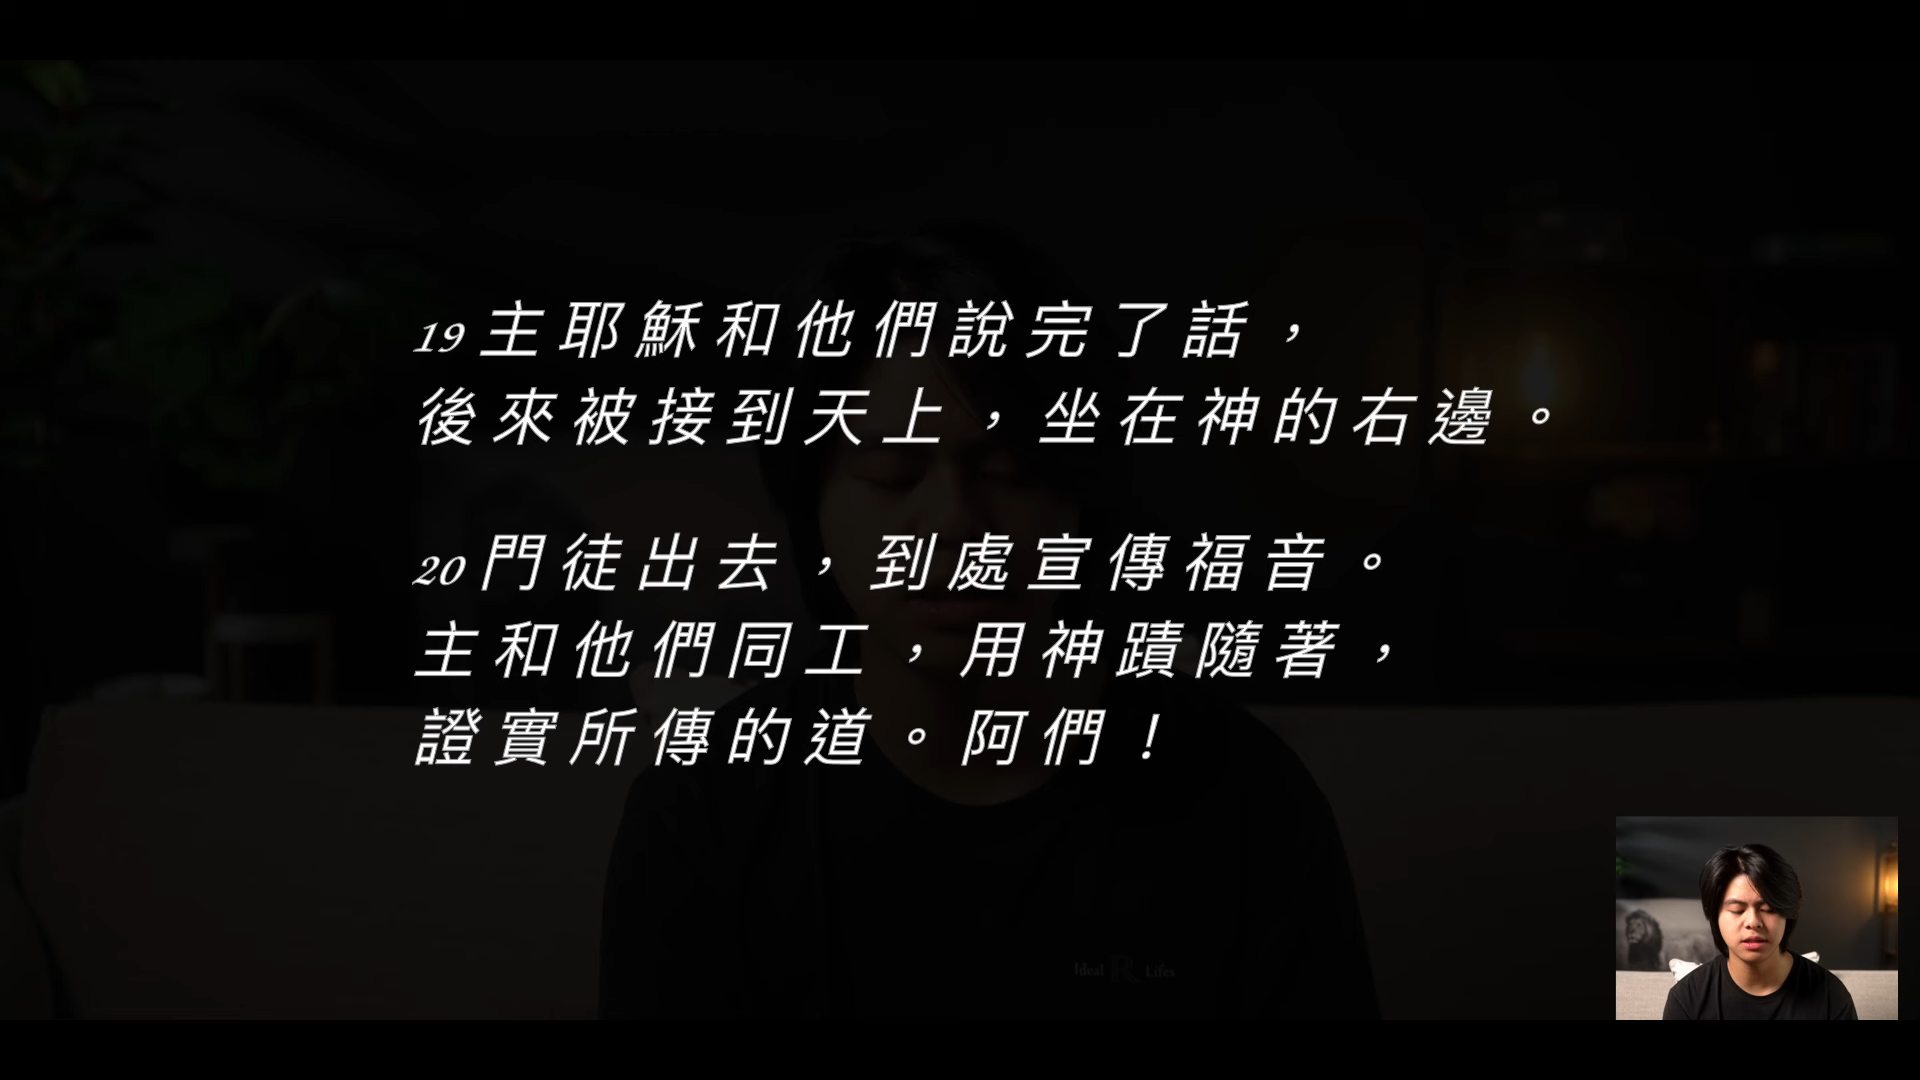 19主耶穌和他們說完了話，
後來被接到天上，坐在神的右邊。
20門徒出去，到處宣傳福音。
主和他們同工，用神蹟隨著，
證實所傳的道。阿們！
Ideal R Lifes